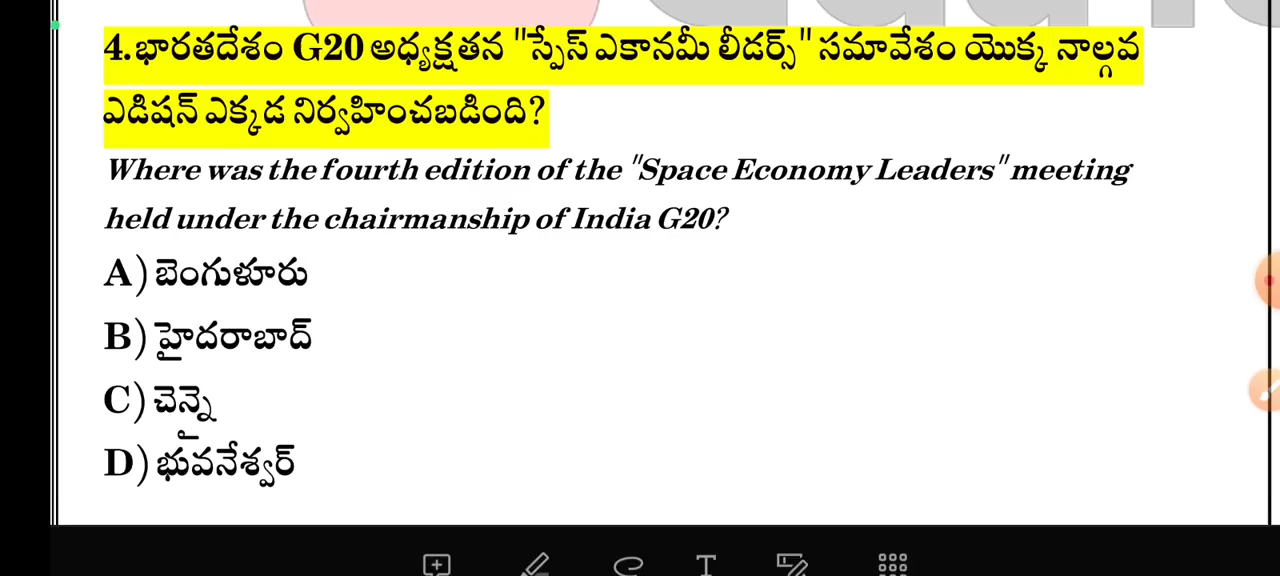 4.భారతదేశం G20 అధ్యక్షతన "స్పేస్ ఎకానమీ లీడర్స్" సమావేశం యొక్క నాల్గవ
ఎడిషన్ ఎక్కడ నిర్వహించబడింది?
Where was the fourth edition of the "Space Economy Leaders" meeting
held under the chairmanship of India G20?
A) బెంగుళూరు
B) హైదరాబాద్
C) చెన్నై
D) భువనేశ్వర్